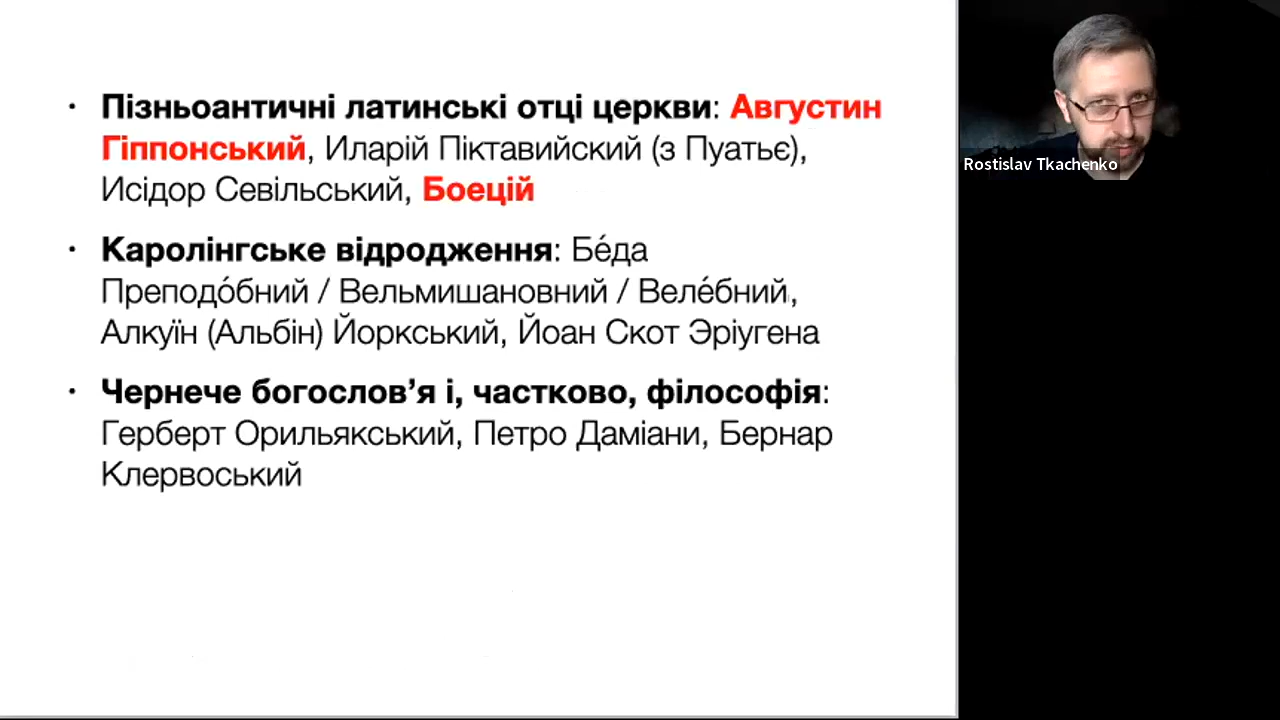 • Пізньоантичні латинські отці церкви: Августин
Гіппонський, Иларій Піктавийский (з Пуатьє),
Исідор Севільський, Боецій
• Каролінгське відродження: Бе́да
Преподо́бний / Вельмишановний / Веле́бний,
Алкуїн (Альбін) Йоркський, Йоан Скот Эріугена
• Чернече богослов’я і, частково, філософія:
Герберт Орильякський, Петро Даміани, Бернар
Клервоський
Rostislav Tkachenko